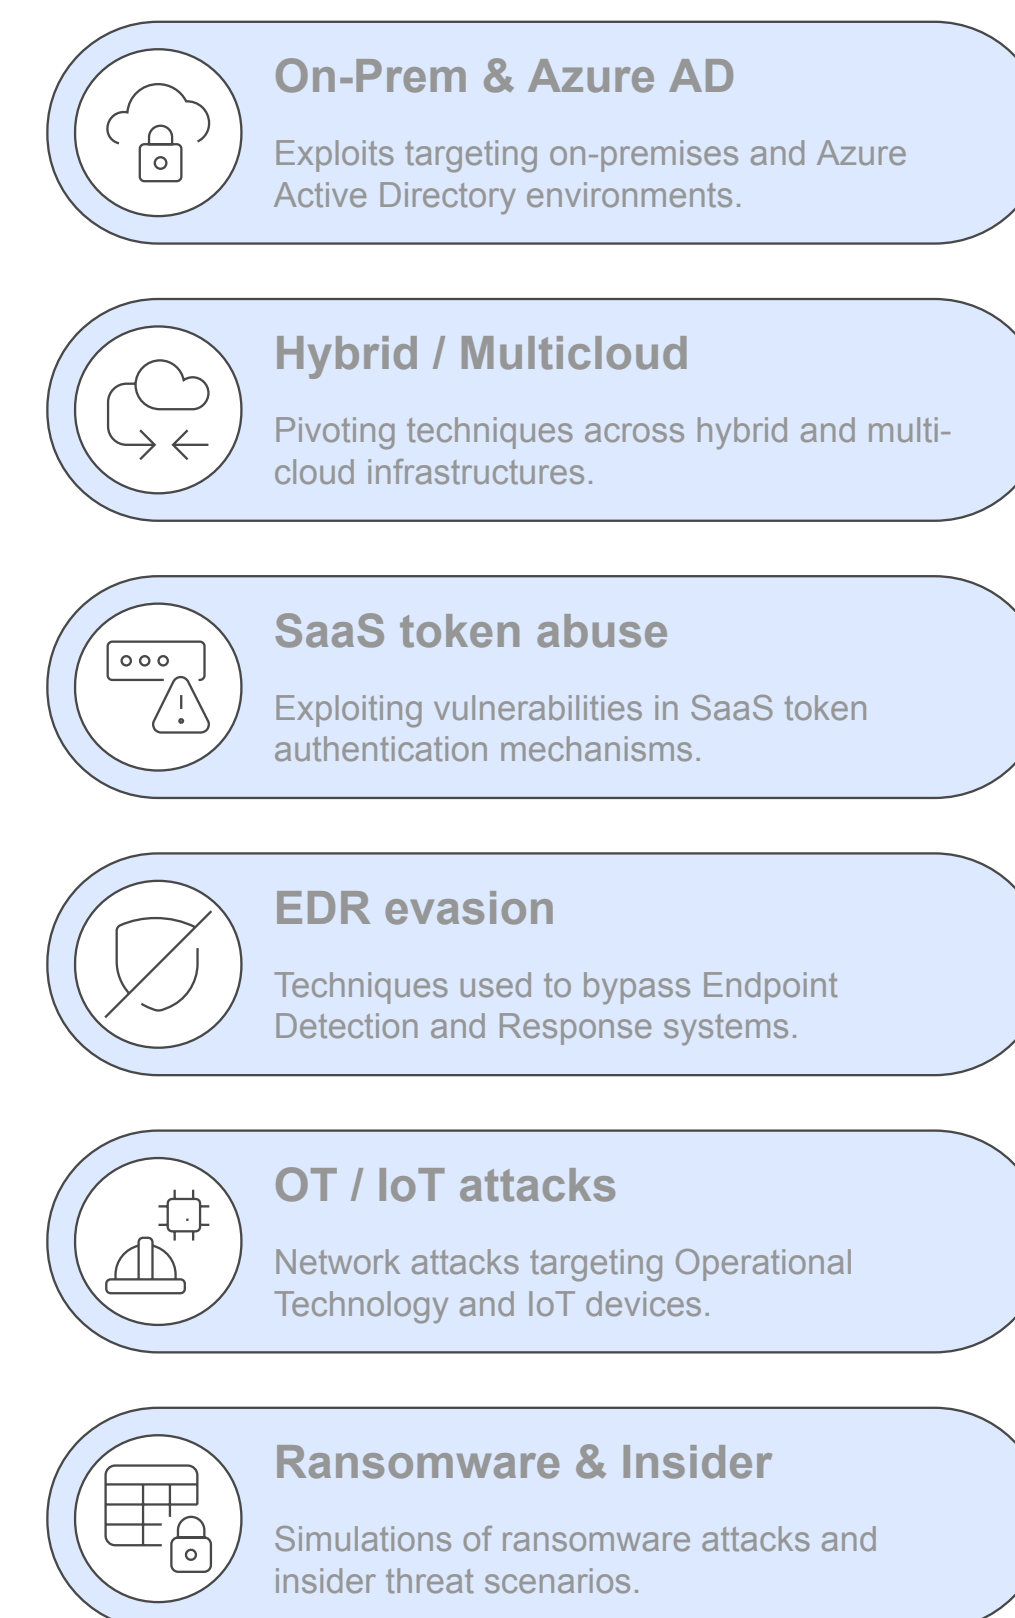 On-Prem & Azure AD
Exploits targeting on-premises and Azure
Active Directory environments.
Hybrid / Multicloud
Pivoting techniques across hybrid and multi-
cloud infrastructures.
SaaS token abuse
Exploiting vulnerabilities in SaaS token
authentication mechanisms.
EDR evasion
Techniques used to bypass Endpoint
Detection and Response systems.
OT / IoT attacks
Network attacks targeting Operational
Technology and IoT devices.
Ransomware & Insider
Simulations of ransomware attacks and
insider threat scenarios.